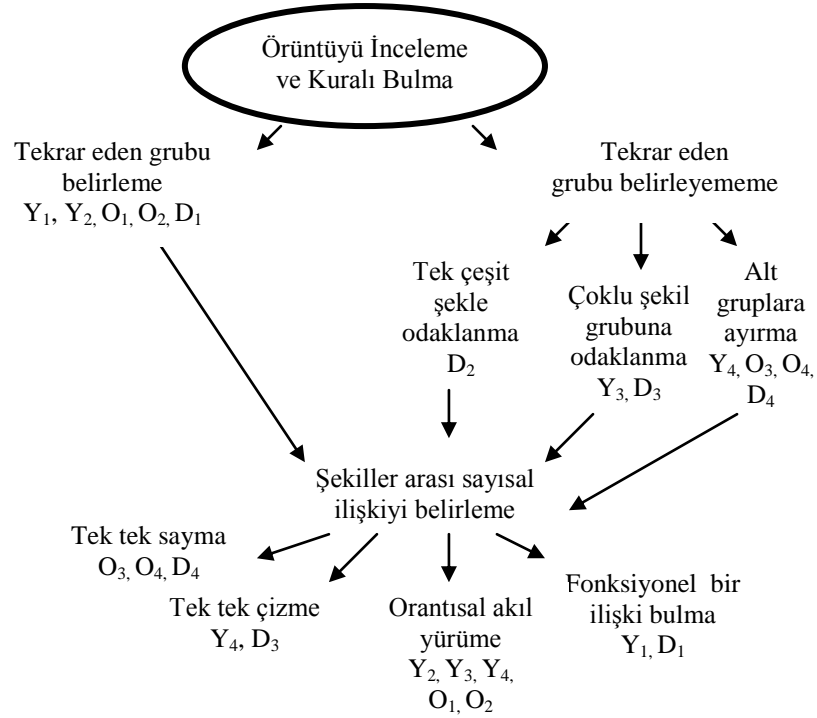 Örüntüyü İnceleme
ve Kuralı Bulma
Tekrar eden grubu
belirleme
Y₁, Y₂, O₁, O₂, D₁
Tekrar eden
grubu belirleyememe
Tek çeşit
şekle
odaklanma
D₂
Çoklu şekil
grubuna
odaklanma
Y₃, D₃
Alt
gruplara
ayırma
Y₄, O₃, O₄,
D₄
Şekiller arası sayısal
ilişkiyi belirleme
Tek tek sayma
O₃, O₄, D₄
Tek tek çizme
Y₄, D₃
Orantısal akıl
yürüme
Y₂, Y₃, Y₄,
O₁, O₂
Fonksiyonel bir
ilişki bulma
Y₁, D₁